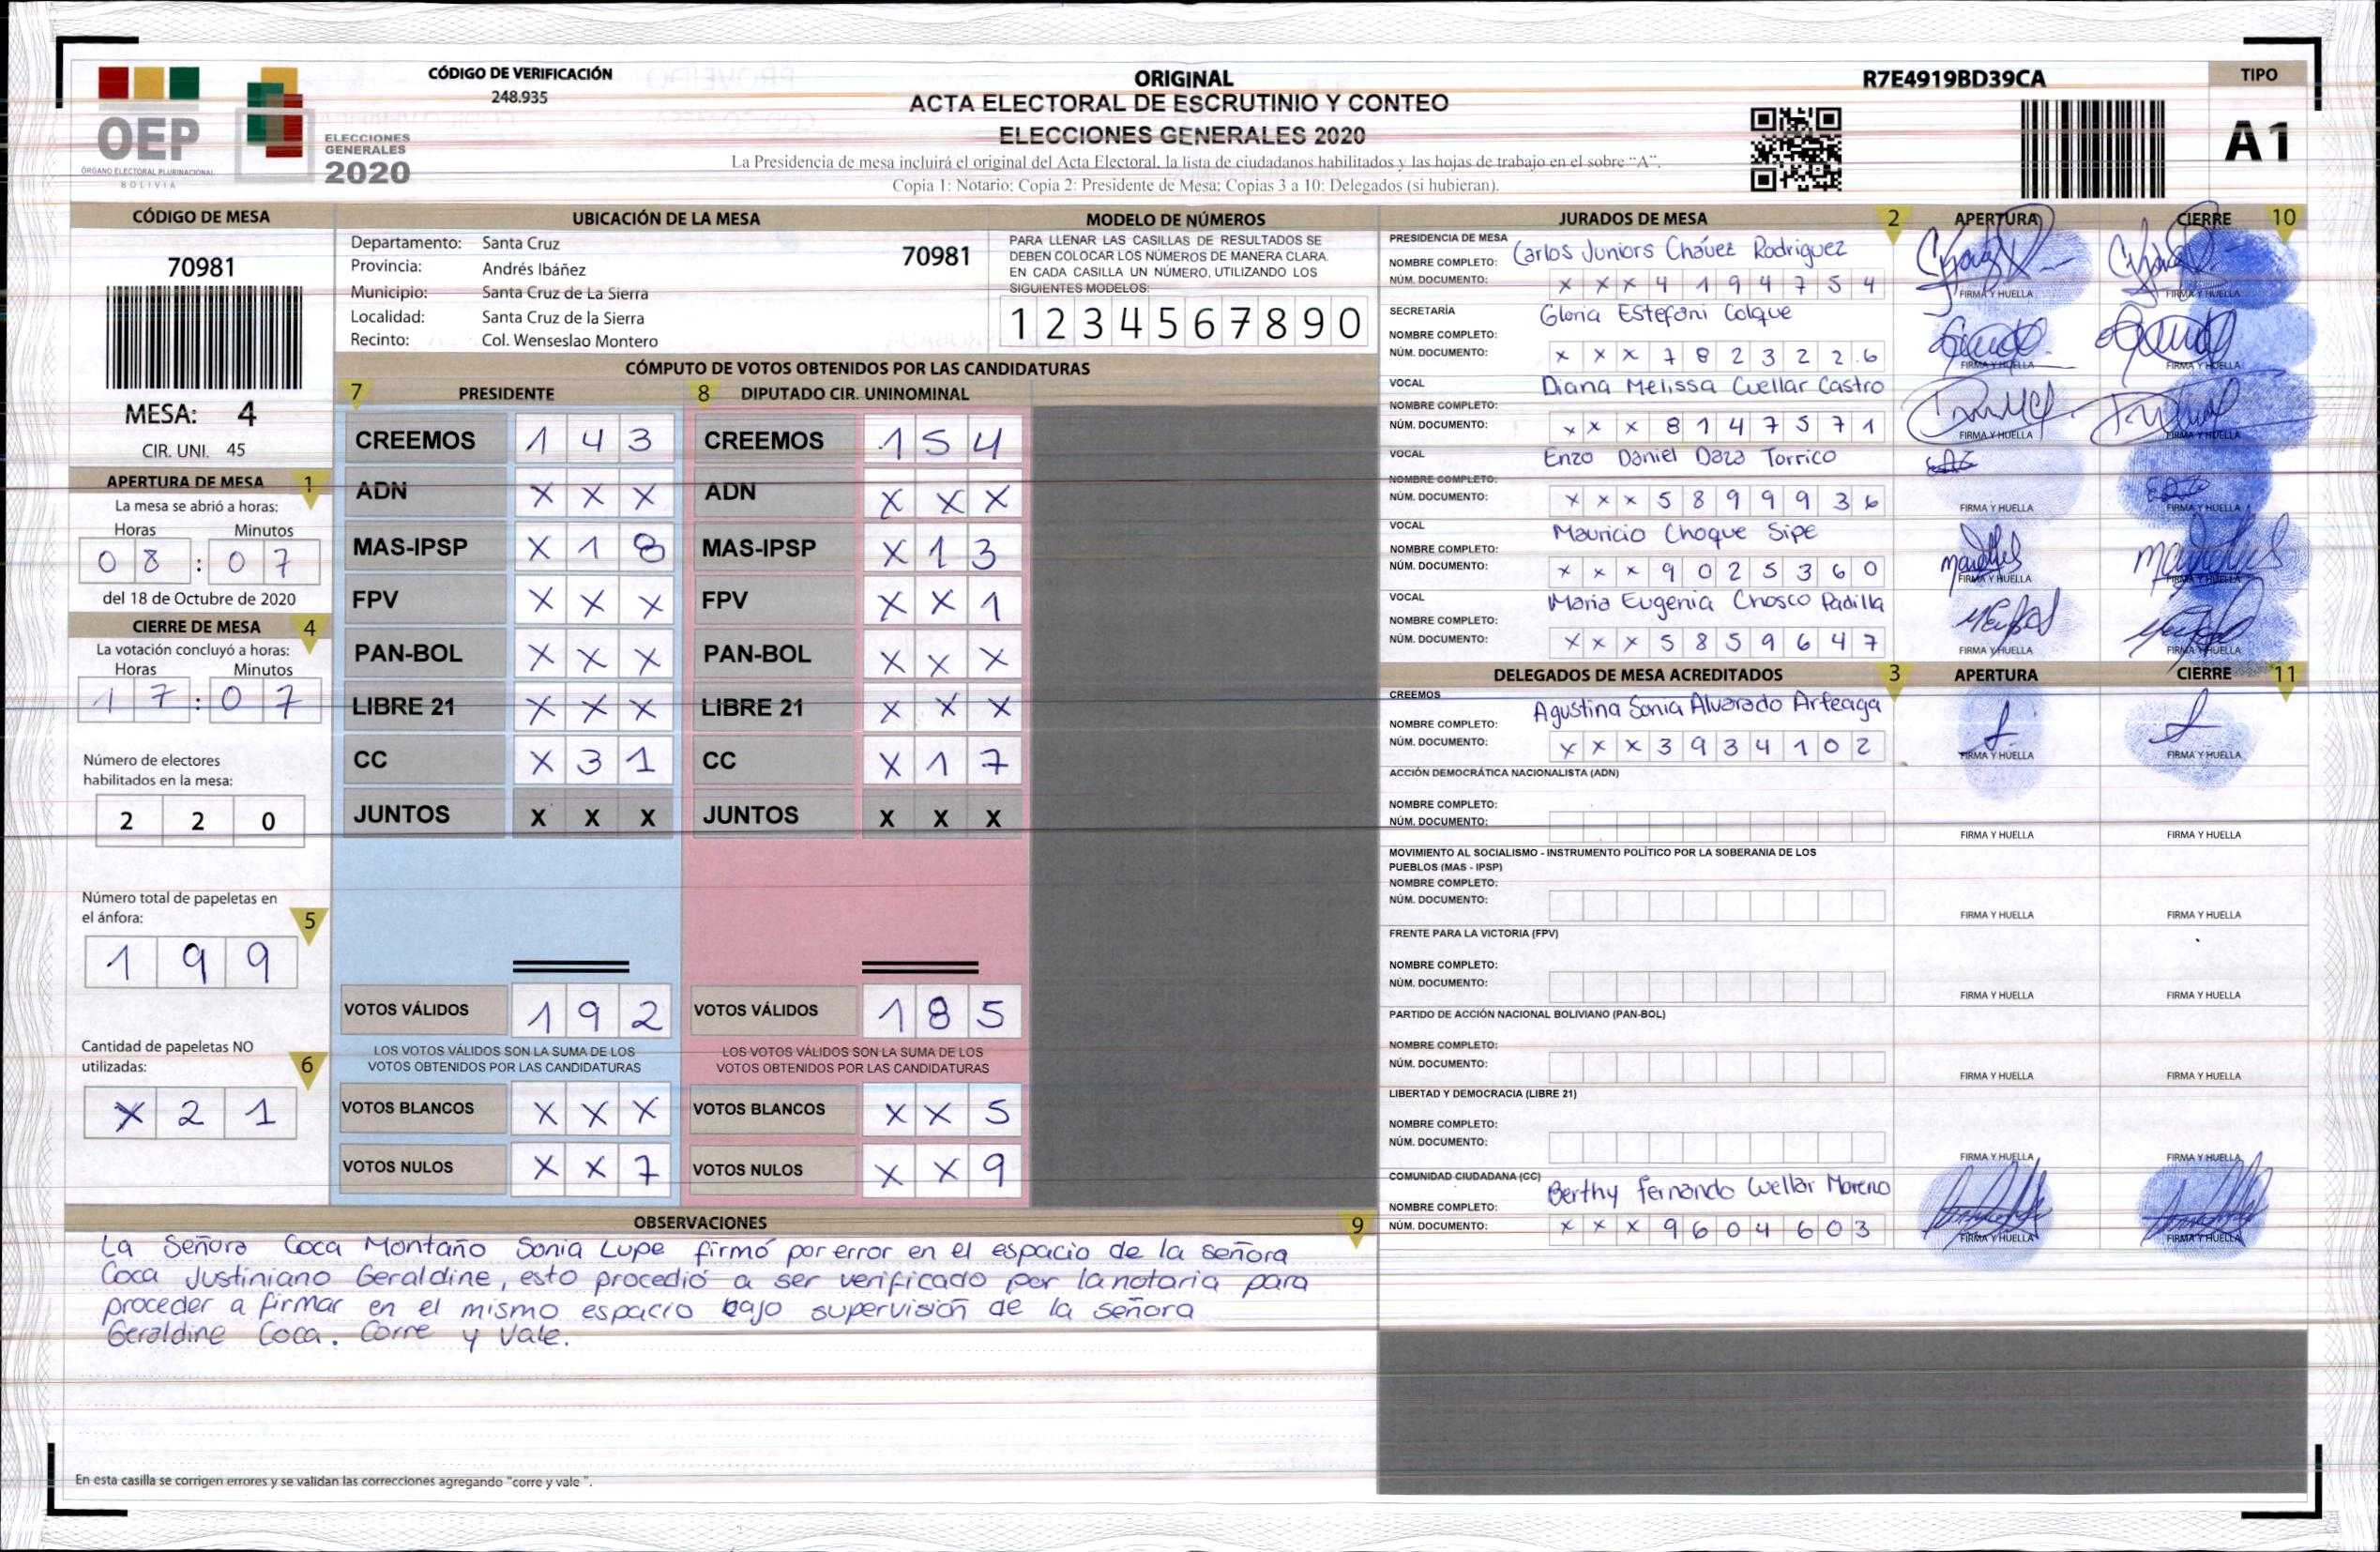 CÓDIGO DE VERIFICACIÓN
248.935
OEP
ÓRGANO ELECTORAL PLURINACIONAL
BOLIVIA
ELECCIONES
GENERALES
2020
ORIGINAL
ACTA ELECTORAL DE ESCRUTINIO Y CONTEO
ELECCIONES GENERALES 2020
La Presidencia de mesa incluirá el original del Acta Electoral, la lista de ciudadanos habilitados y las hojas de trabajo en el sobre "A".
Copia 1: Notario; Copia 2: Presidente de Mesa; Copias 3 a 10: Delegados (si hubieran).
R7E4919BD39CA
TIPO
A1
CÓDIGO DE MESA
70981
MESA: 4
CIR. UNI. 45
APERTURA DE MESA 1
La mesa se abrió a horas:
Horas Minutos
08:07
del 18 de Octubre de 2020
CIERRE DE MESA 4
La votación concluyó a horas:
Horas Minutos
17:07
Número de electores
habilitados en la mesa:
2 2 0
Número total de papeletas en
el ánfora: 5
1 9 9
Cantidad de papeletas NO
utilizadas: 6
X 2 1
UBICACIÓN DE LA MESA
Departamento: Santa Cruz 70981
Provincia: Andrés Ibáñez
Municipio: Santa Cruz de La Sierra
Localidad: Santa Cruz de la Sierra
Recinto: Col. Wenseslao Montero
MODELO DE NÚMEROS
PARA LLENAR LAS CASILLAS DE RESULTADOS SE
DEBEN COLOCAR LOS NÚMEROS DE MANERA CLARA.
EN CADA CASILLA UN NÚMERO, UTILIZANDO LOS
SIGUIENTES MODELOS:
1 2 3 4 5 6 7 8 9 0
CÓMPUTO DE VOTOS OBTENIDOS POR LAS CANDIDATURAS
7 PRESIDENTE 8 DIPUTADO CIR. UNINOMINAL
CREEMOS 1 4 3 CREEMOS 1 5 4
ADN X X X ADN X X X
MAS-IPSP X 1 8 MAS-IPSP X 1 3
FPV X X X FPV X X 1
PAN-BOL X X X PAN-BOL X X X
LIBRE 21 X X X LIBRE 21 X X X
CC X 3 1 CC X 1 7
JUNTOS X X X JUNTOS X X X
VOTOS VÁLIDOS 1 9 2 VOTOS VÁLIDOS 1 8 5
LOS VOTOS VÁLIDOS SON LA SUMA DE LOS LOS VOTOS VÁLIDOS SON LA SUMA DE LOS
VOTOS OBTENIDOS POR LAS CANDIDATURAS VOTOS OBTENIDOS POR LAS CANDIDATURAS
VOTOS BLANCOS X X X VOTOS BLANCOS X X 5
VOTOS NULOS X X 7 VOTOS NULOS X X 9
OBSERVACIONES 9
La Señora Coca Montaño Sonia Lupe firmó por error en el espacio de la señora
Coca Justiniano Geraldine, esto procedió a ser verificado por la notaria para
proceder a firmar en el mismo espacio bajo supervisión de la señora
Geraldine Coca. Corre y Vale.
En esta casilla se corrigen errores y se validan las correcciones agregando "corre y vale ".
JURADOS DE MESA 2 APERTURA CIERRE 10
PRESIDENCIA DE MESA
NOMBRE COMPLETO: Carlos Juniors Chávez Rodriguez
NÚM. DOCUMENTO: X X X 4 1 9 4 7 5 4 FIRMA Y HUELLA FIRMA Y HUELLA
SECRETARÍA
NOMBRE COMPLETO: Gloria Estefani Colque
NÚM. DOCUMENTO: X X X 7 8 2 3 2 2 6 FIRMA Y HUELLA FIRMA Y HUELLA
VOCAL
NOMBRE COMPLETO: Diana Melissa Cuellar Castro
NÚM. DOCUMENTO: X X X 8 1 4 7 5 7 1 FIRMA Y HUELLA FIRMA Y HUELLA
VOCAL
NOMBRE COMPLETO: Enzo Daniel Daza Torrico
NÚM. DOCUMENTO: X X X 5 8 9 9 9 3 6 FIRMA Y HUELLA FIRMA Y HUELLA
VOCAL
NOMBRE COMPLETO: Mauricio Choque Sipe
NÚM. DOCUMENTO: X X X 9 0 2 5 3 6 0 FIRMA Y HUELLA FIRMA Y HUELLA
VOCAL
NOMBRE COMPLETO: Maria Eugenia Chosco Padilla
NÚM. DOCUMENTO: X X X 5 8 5 9 6 4 7 FIRMA Y HUELLA FIRMA Y HUELLA
DELEGADOS DE MESA ACREDITADOS 3 APERTURA CIERRE 11
CREEMOS
NOMBRE COMPLETO: Agustina Sonia Alvarado Arteaga
NÚM. DOCUMENTO: X X X 3 9 3 4 1 0 2 FIRMA Y HUELLA FIRMA Y HUELLA
ACCIÓN DEMOCRÁTICA NACIONALISTA (ADN)
NOMBRE COMPLETO:
NÚM. DOCUMENTO: FIRMA Y HUELLA FIRMA Y HUELLA
MOVIMIENTO AL SOCIALISMO - INSTRUMENTO POLÍTICO POR LA SOBERANIA DE LOS
PUEBLOS (MAS - IPSP)
NOMBRE COMPLETO:
NÚM. DOCUMENTO: FIRMA Y HUELLA FIRMA Y HUELLA
FRENTE PARA LA VICTORIA (FPV)
NOMBRE COMPLETO:
NÚM. DOCUMENTO: FIRMA Y HUELLA FIRMA Y HUELLA
PARTIDO DE ACCIÓN NACIONAL BOLIVIANO (PAN-BOL)
NOMBRE COMPLETO:
NÚM. DOCUMENTO: FIRMA Y HUELLA FIRMA Y HUELLA
LIBERTAD Y DEMOCRACIA (LIBRE 21)
NOMBRE COMPLETO:
NÚM. DOCUMENTO: FIRMA Y HUELLA FIRMA Y HUELLA
COMUNIDAD CIUDADANA (CC)
NOMBRE COMPLETO: Berthy Fernando Cuellar Moreno
NÚM. DOCUMENTO: X X X 9 6 0 4 6 0 3 FIRMA Y HUELLA FIRMA Y HUELLA